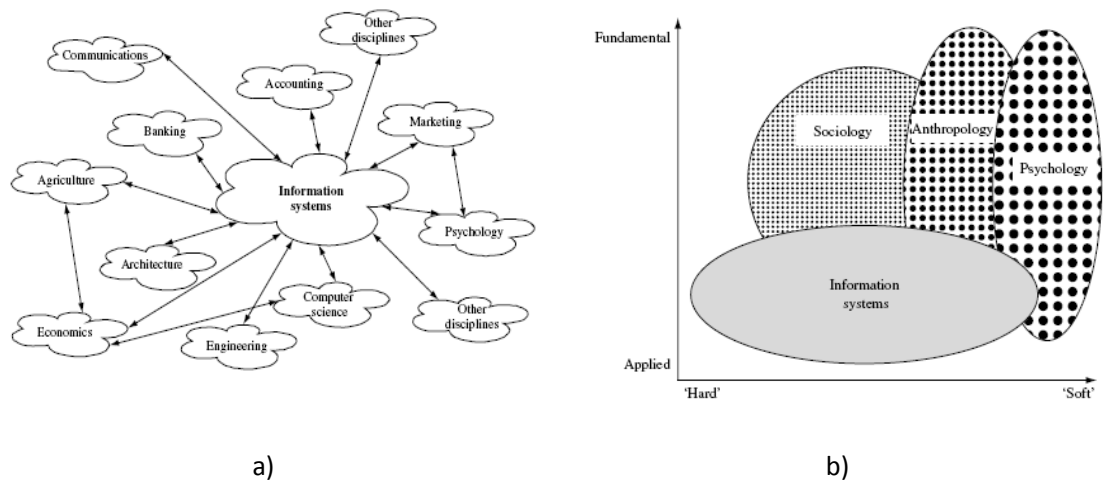 Other
disciplines
Communications
Accounting
Banking
Marketing
Agriculture
Information
systems
Psychology
Architecture
Computer
science
Other
disciplines
Economics
Engineering
a)
Fundamental
Sociology
Anthropology
Psychology
Information
systems
Applied
'Hard'
'Soft'
b)